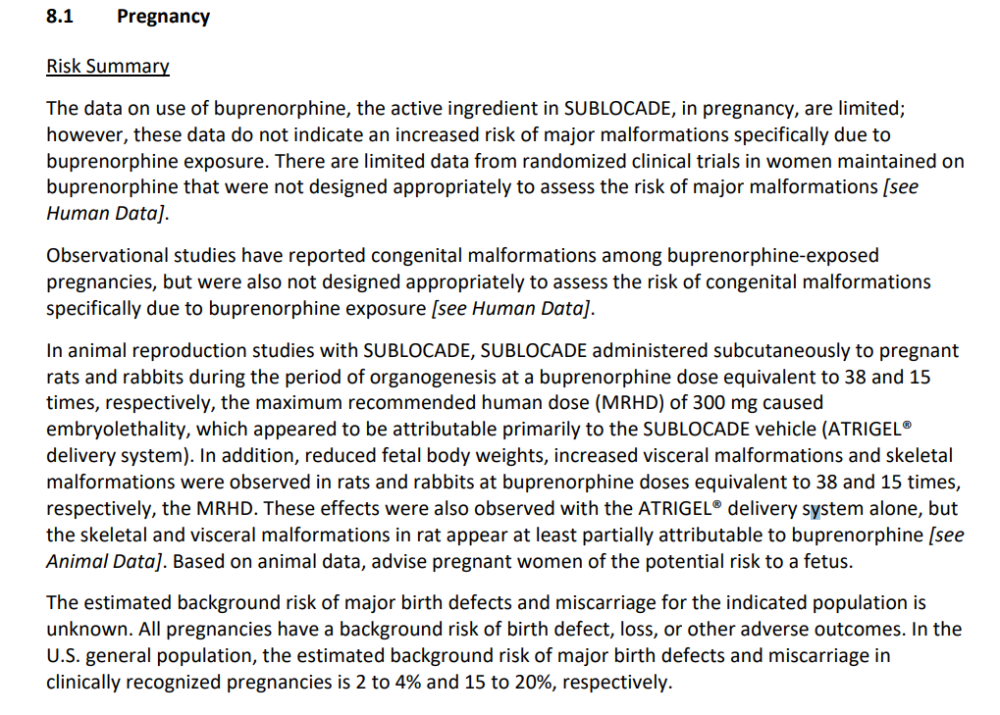 8.1 Pregnancy
Risk Summary
The data on use of buprenorphine, the active ingredient in SUBLOCADE, in pregnancy, are limited;
however, these data do not indicate an increased risk of major malformations specifically due to
buprenorphine exposure. There are limited data from randomized clinical trials in women maintained on
buprenorphine that were not designed appropriately to assess the risk of major malformations [see
Human Data].
Observational studies have reported congenital malformations among buprenorphine-exposed
pregnancies, but were also not designed appropriately to assess the risk of congenital malformations
specifically due to buprenorphine exposure [see Human Data].
In animal reproduction studies with SUBLOCADE, SUBLOCADE administered subcutaneously to pregnant
rats and rabbits during the period of organogenesis at a buprenorphine dose equivalent to 38 and 15
times, respectively, the maximum recommended human dose (MRHD) of 300 mg caused
embryolethality, which appeared to be attributable primarily to the SUBLOCADE vehicle (ATRIGEL®
delivery system). In addition, reduced fetal body weights, increased visceral malformations and skeletal
malformations were observed in rats and rabbits at buprenorphine doses equivalent to 38 and 15 times,
respectively, the MRHD. These effects were also observed with the ATRIGEL® delivery system alone, but
the skeletal and visceral malformations in rat appear at least partially attributable to buprenorphine [see
Animal Data]. Based on animal data, advise pregnant women of the potential risk to a fetus.
The estimated background risk of major birth defects and miscarriage for the indicated population is
unknown. All pregnancies have a background risk of birth defect, loss, or other adverse outcomes. In the
U.S. general population, the estimated background risk of major birth defects and miscarriage in
clinically recognized pregnancies is 2 to 4% and 15 to 20%, respectively.